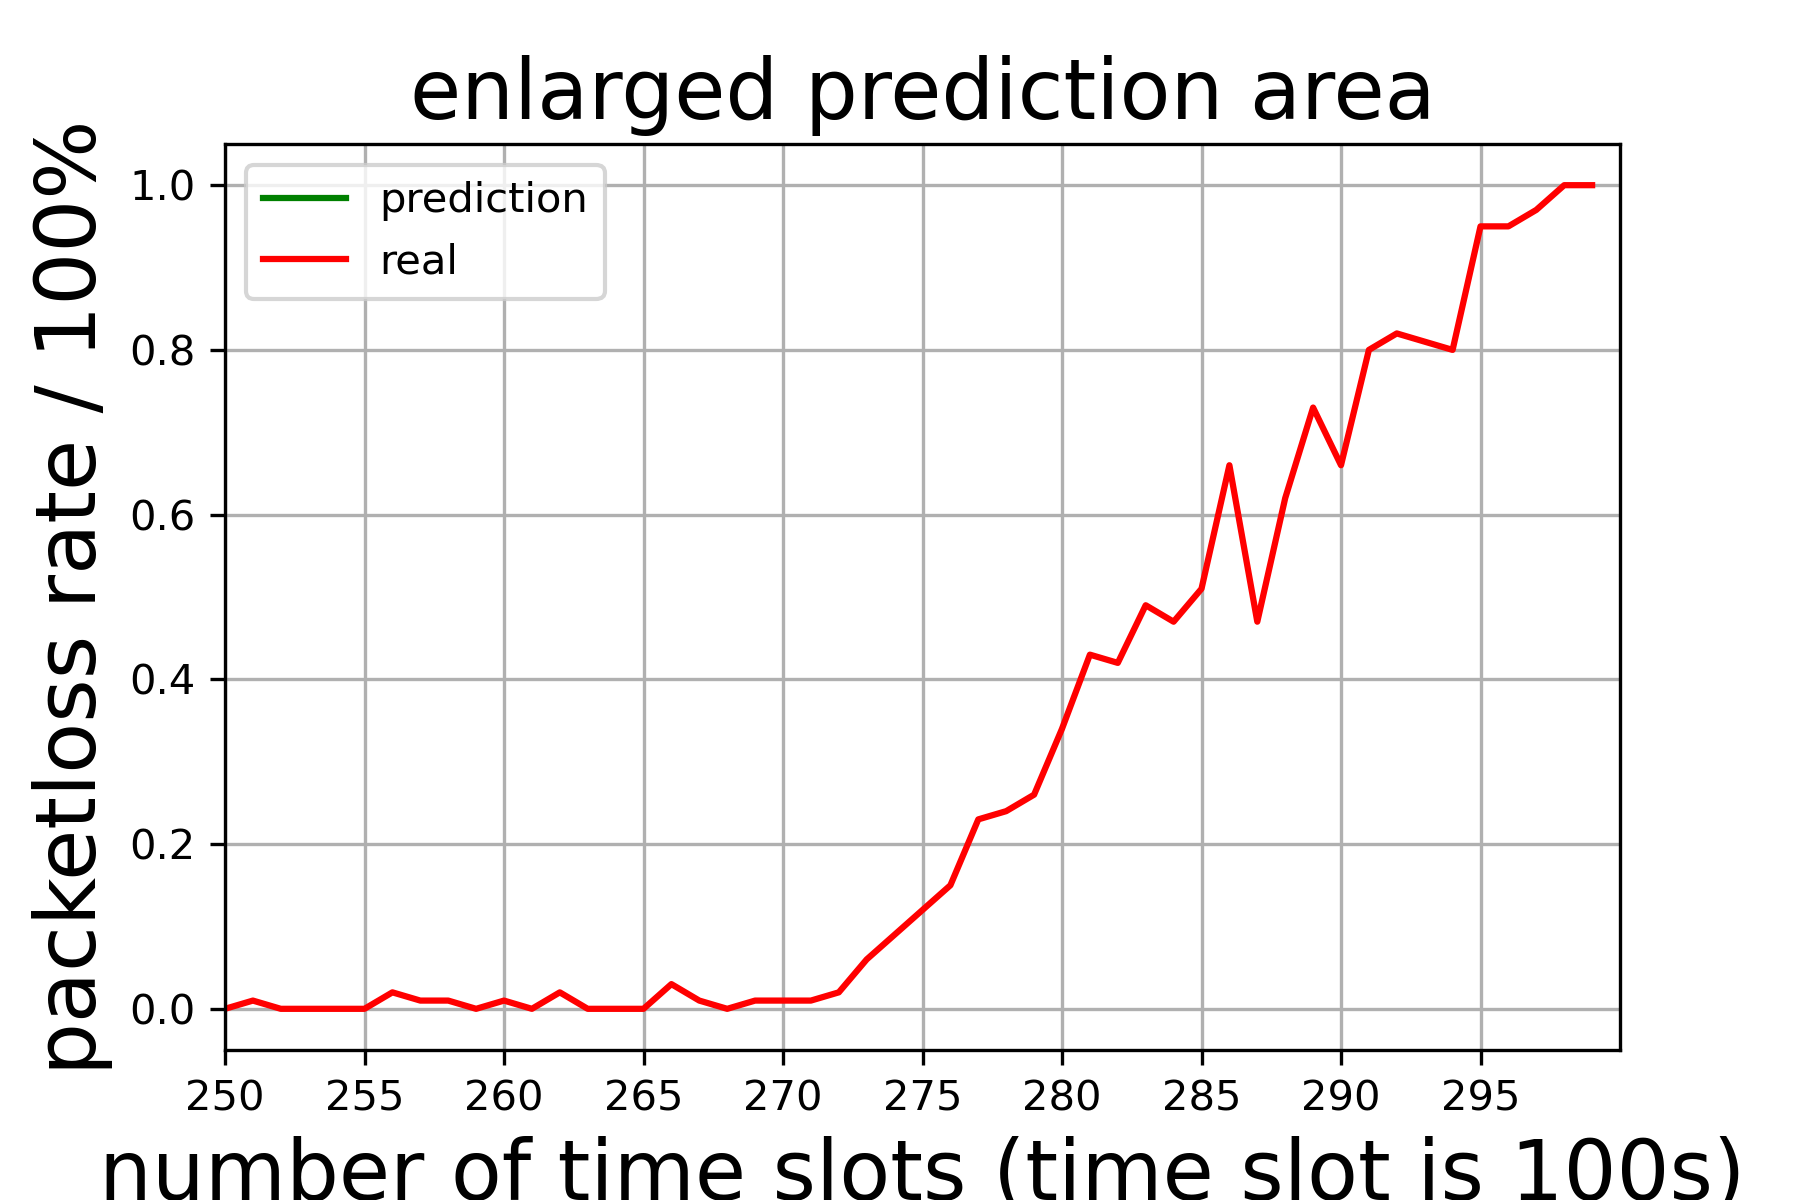 enlarged prediction area
packetloss rate / 100%
1.0
0.8
0.6
0.4
0.2
0.0
prediction
real
250 255 260 265 270 275 280 285 290 295
number of time slots (time slot is 100s)